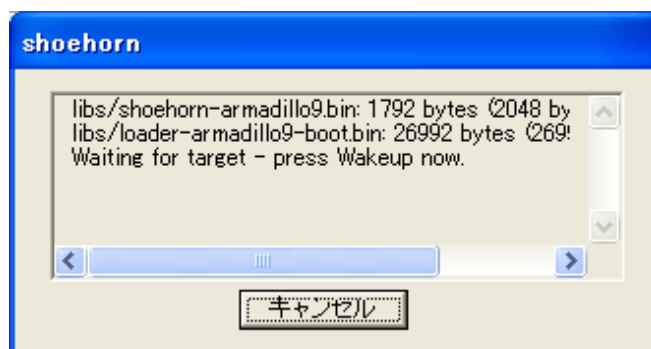 shoehorn
libs/shoehorn-armadillo9.bin: 1792 bytes (2048 by
libs/loader-armadillo9-boot.bin: 26992 bytes (269
Waiting for target - press Wakeup now.
キャンセル